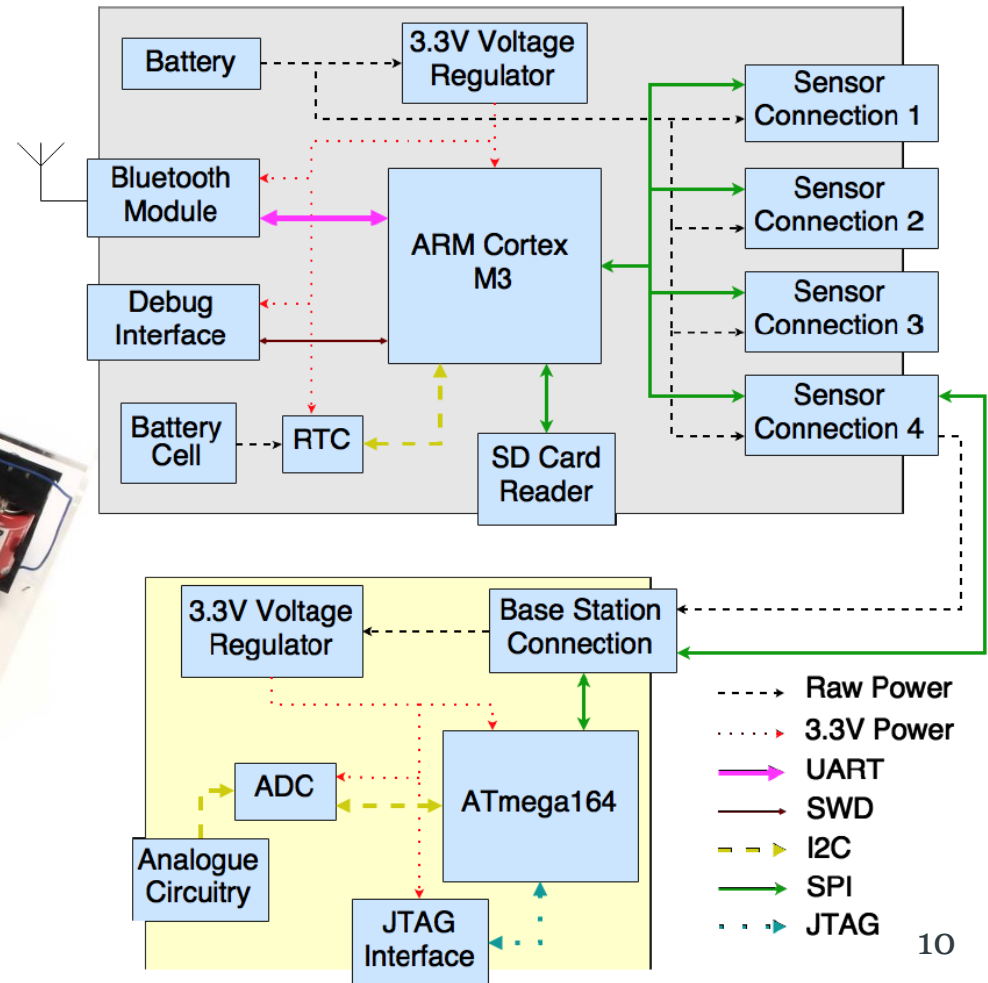 Battery
3.3V Voltage
Regulator
Sensor
Connection 1
Bluetooth
Module
ARM Cortex
M3
Sensor
Connection 2
Debug
Interface
Sensor
Connection 3
Battery
Cell
RTC
SD Card
Reader
Sensor
Connection 4
3.3V Voltage
Regulator
Base Station
Connection
ADC
ATmega164
Analogue
Circuitry
JTAG
Interface
Raw Power
3.3V Power
UART
SWD
I2C
SPI
JTAG
10